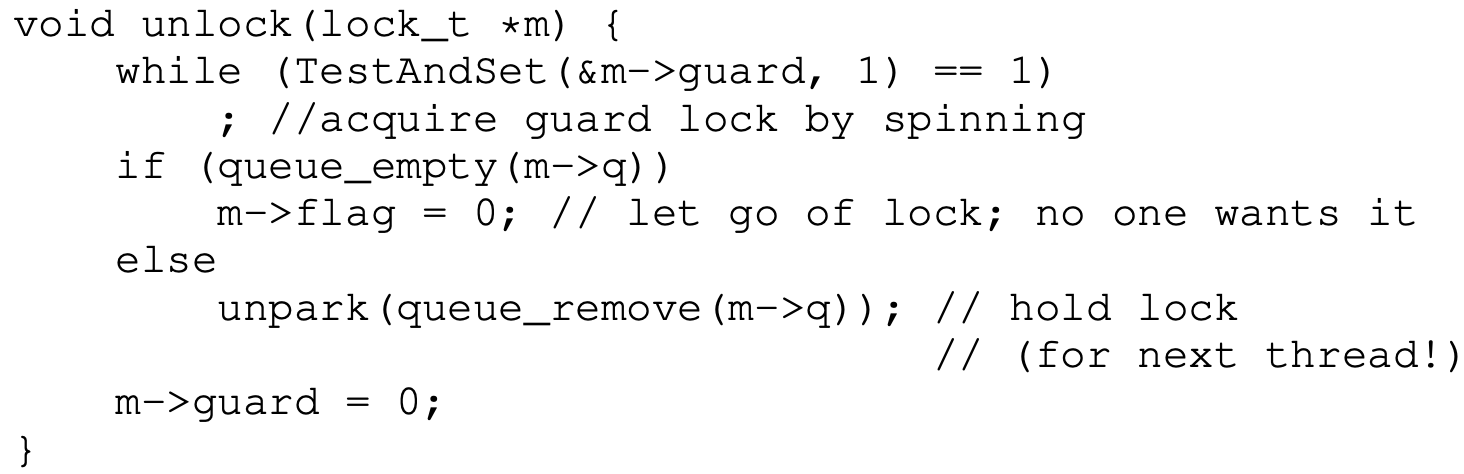 void unlock(lock_t *m) {
    while (TestAndSet(&m->guard, 1) == 1)
        ; //acquire guard lock by spinning
    if (queue_empty(m->q))
        m->flag = 0; // let go of lock; no one wants it
    else
        unpark(queue_remove(m->q)); // hold lock
                                    // (for next thread!)
    m->guard = 0;
}